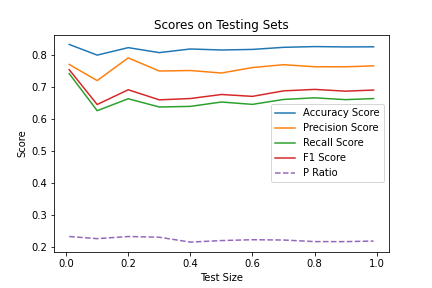 Scores on Testing Sets
Score
0.8
0.7
0.6
0.5
0.4
0.3
0.2
Accuracy Score
Precision Score
Recall Score
F1 Score
P Ratio
0.0 0.2 0.4 0.6 0.8 1.0
Test Size